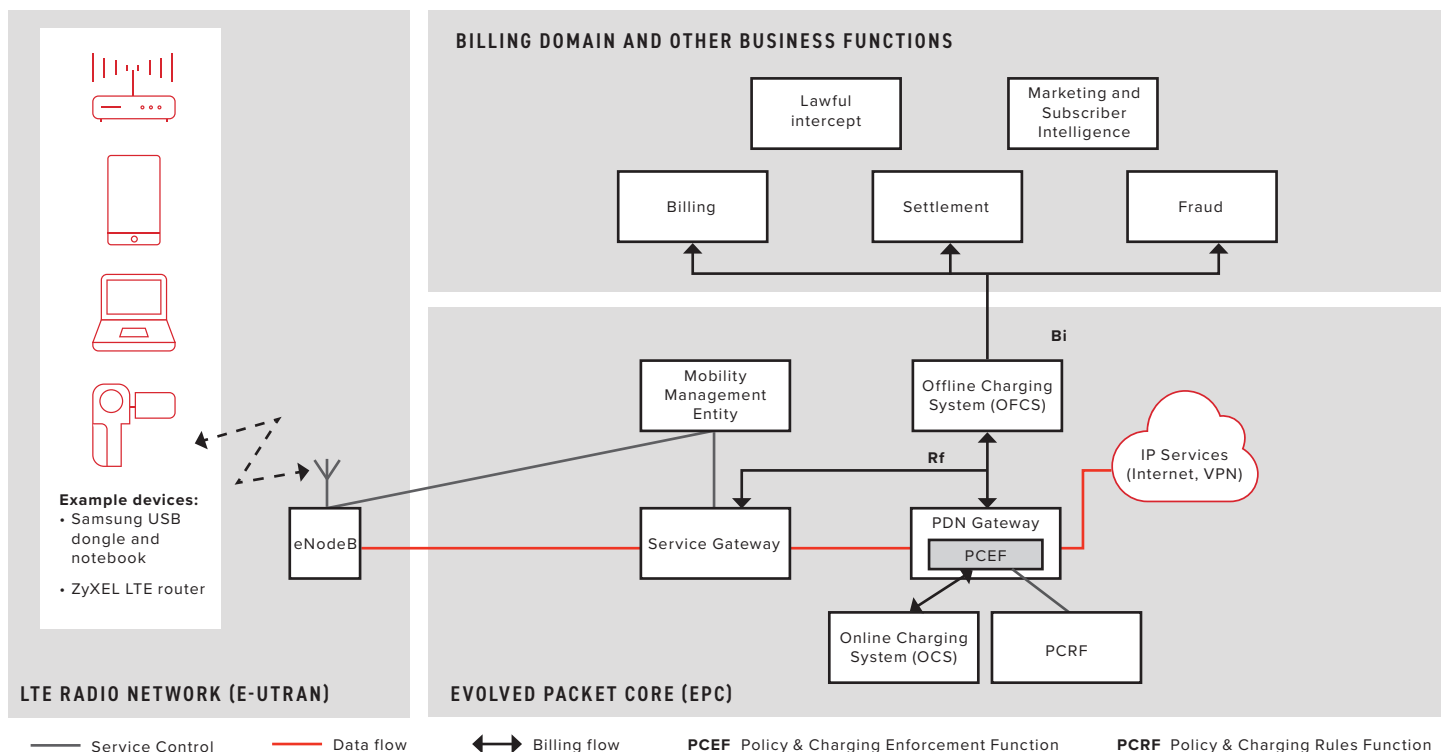 BILLING DOMAIN AND OTHER BUSINESS FUNCTIONS
Lawful
intercept
Marketing and
Subscriber
Intelligence
Billing
Settlement
Fraud
Bi
Mobility
Management
Entity
Offline Charging
System (OFCS)
Rf
IP Services
(Internet, VPN)
Example devices:
• Samsung USB
dongle and
notebook
• ZyXEL LTE router
eNodeB
Service Gateway
PDN Gateway
PCEF
Online Charging
System (OCS)
PCRF
LTE RADIO NETWORK (E-UTRAN)
EVOLVED PACKET CORE (EPC)
Service Control
Data flow
Billing flow
PCEF Policy & Charging Enforcement Function
PCRF Policy & Charging Rules Function